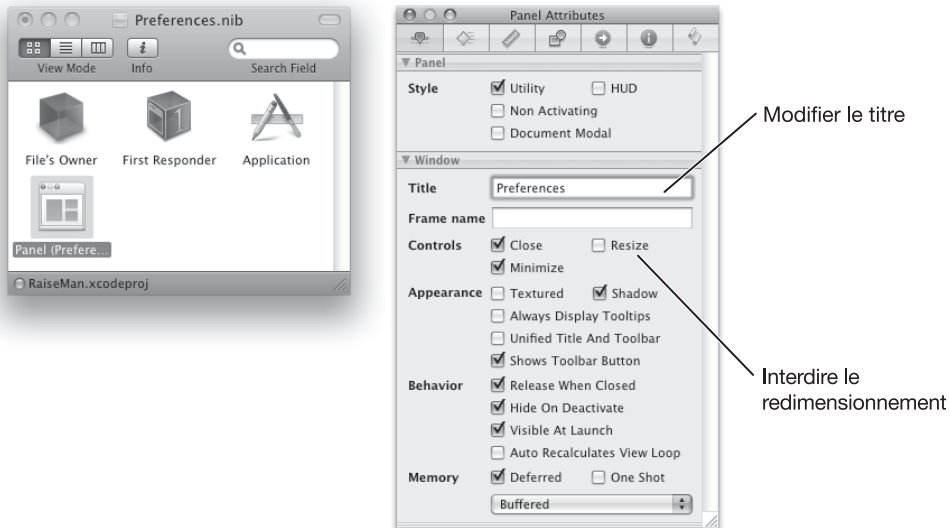 Preferences.nib
View Mode Info Search Field
File's Owner First Responder Application
Panel (Prefere...
RaiseMan.xcodeproj
Panel Attributes
Panel
Style Utility HUD
Non Activating
Document Modal
Window
Title Preferences
Frame name
Controls Close Resize
Minimize
Appearance Textured Shadow
Always Display Tooltips
Unified Title And Toolbar
Shows Toolbar Button
Behavior Release When Closed
Hide On Deactivate
Visible At Launch
Auto Recalculates View Loop
Memory Deferred One Shot
Buffered
Modifier le titre
Interdire le
redimensionnement